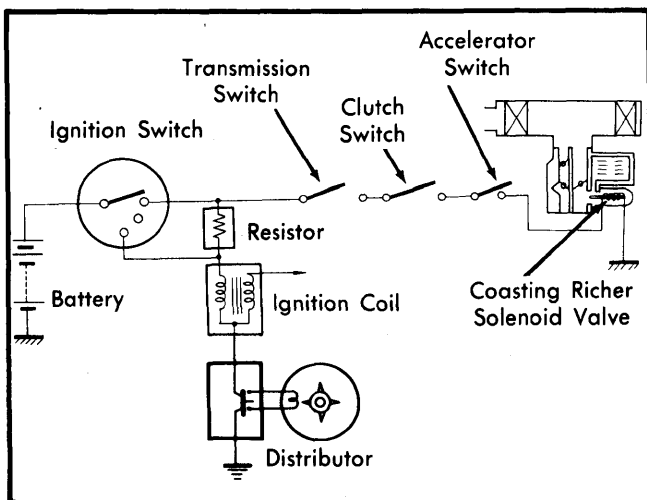 Accelerator
Switch
Transmission
Switch
Clutch
Switch
Ignition Switch
Resistor
Battery
Ignition Coil
Coasting Richer
Solenoid Valve
Distributor